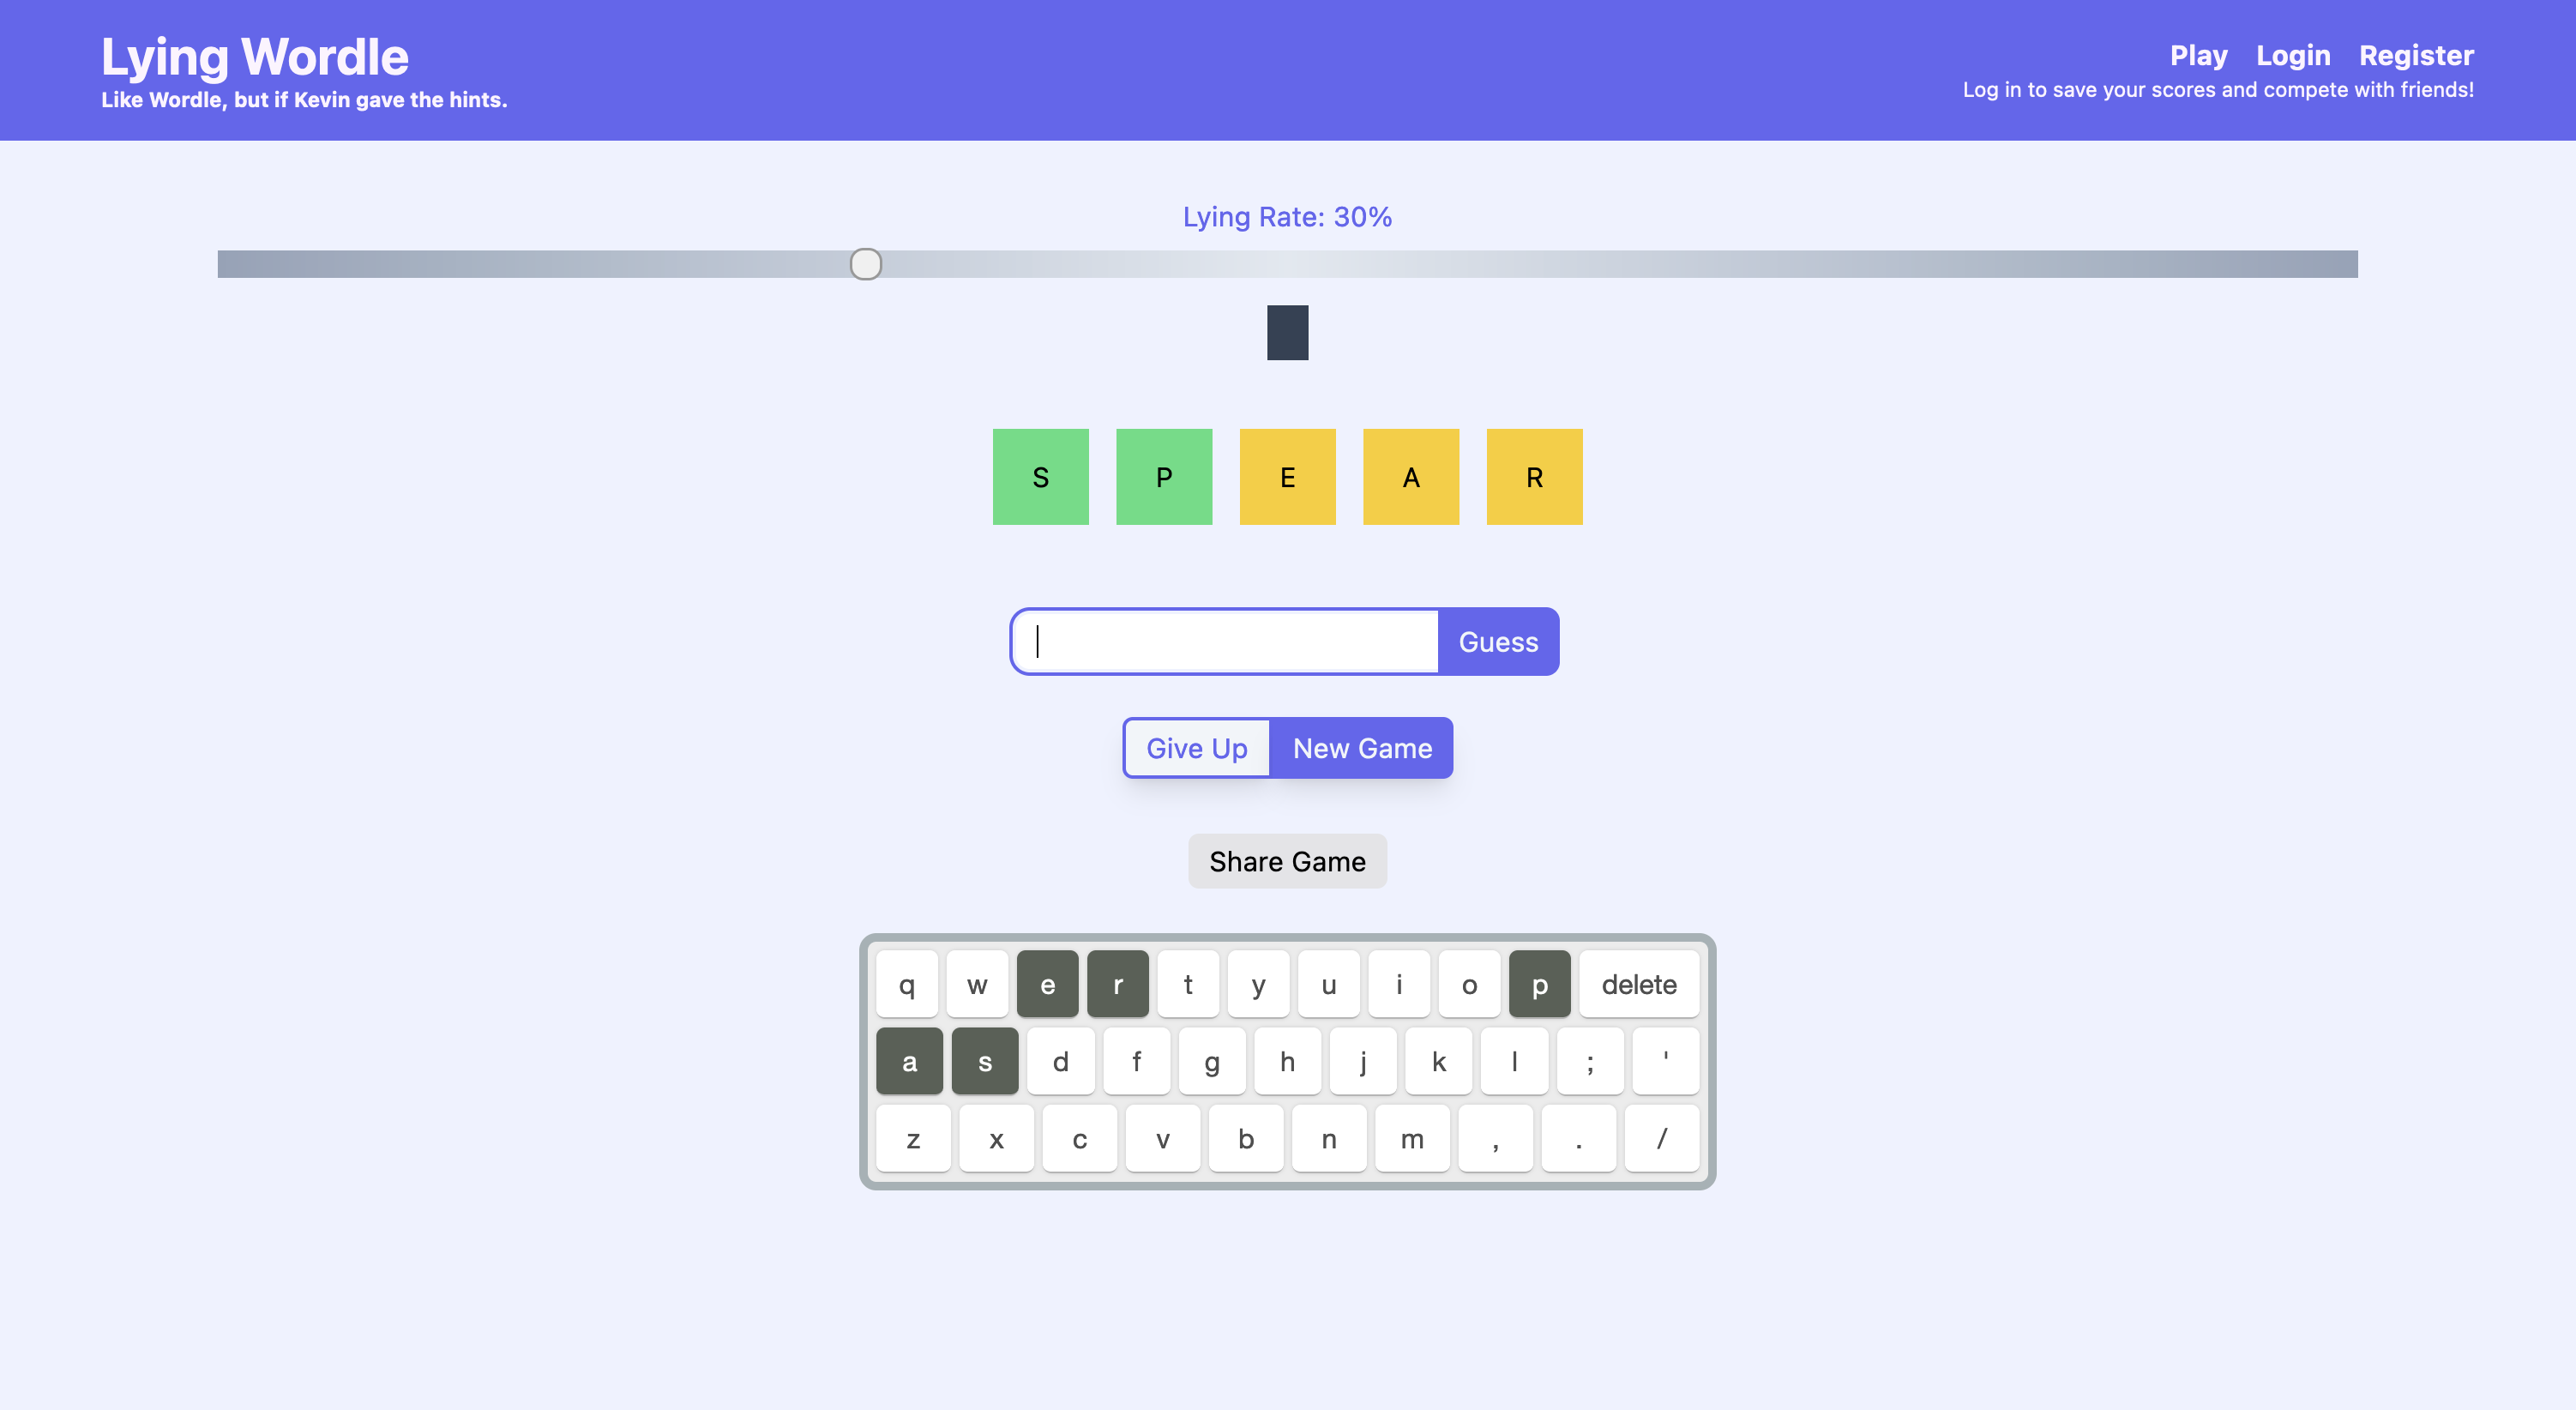 Lying Wordle
Like Wordle, but if Kevin gave the hints.
Play Login Register
Log in to save your scores and compete with friends!
Lying Rate: 30%
S P E A R
Guess
Give Up New Game
Share Game
q w e r t y u i o p delete
a s d f g h j k l ; '
z x c v b n m , . /